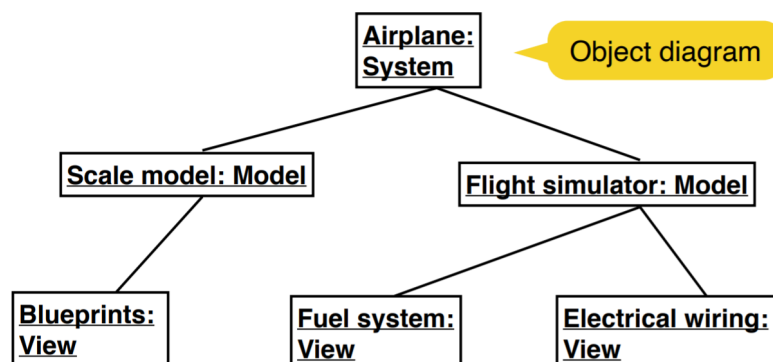 Airplane:
System
Object diagram
Scale model: Model
Flight simulator: Model
Blueprints:
View
Fuel system:
View
Electrical wiring:
View